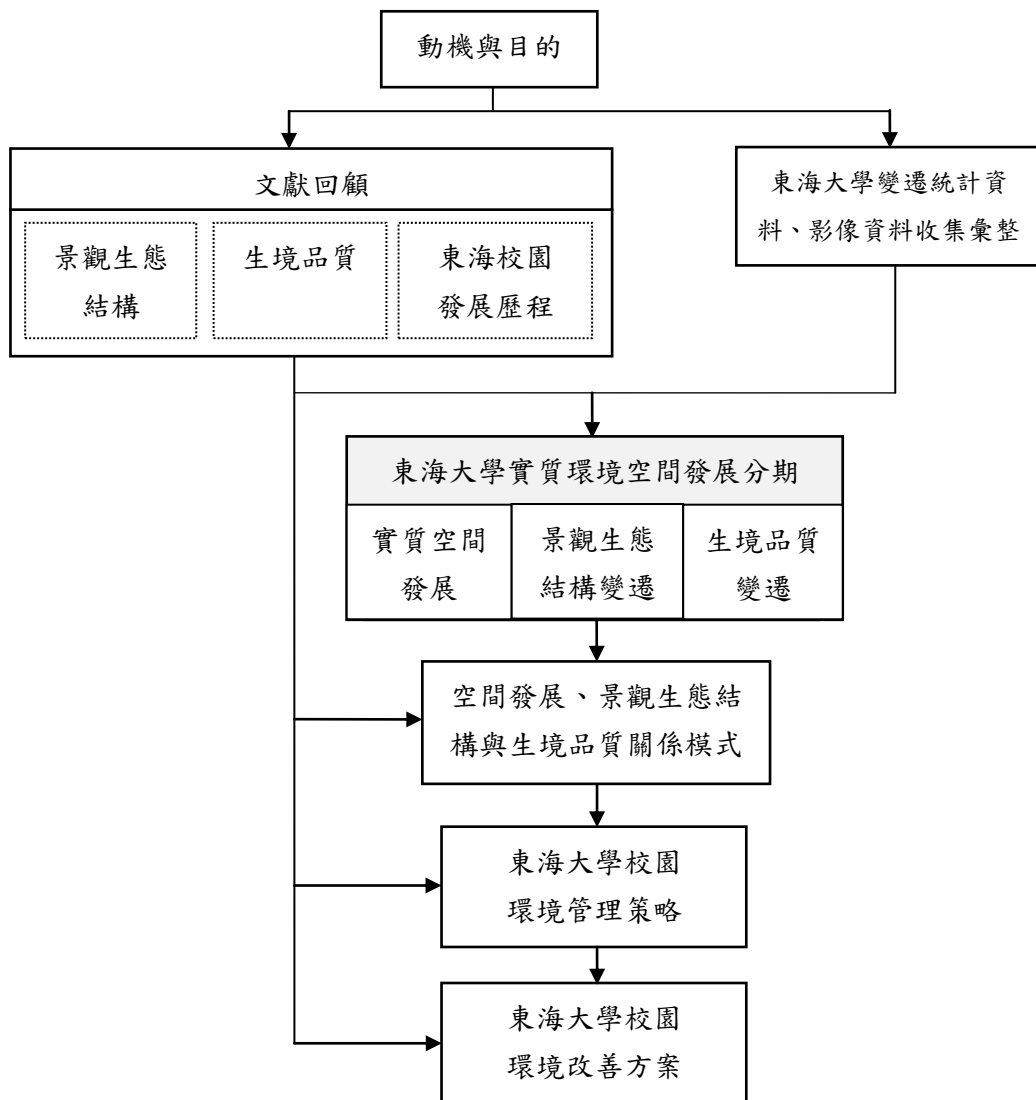 動機與目的
文獻回顧
景觀生態
結構
生境品質
東海校園
發展歷程
東海大學變遷統計資
料、影像資料收集彙整
東海大學實質環境空間發展分期
實質空間
發展
景觀生態
結構變遷
生境品質
變遷
空間發展、景觀生態結
構與生境品質關係模式
東海大學校園
環境管理策略
東海大學校園
環境改善方案